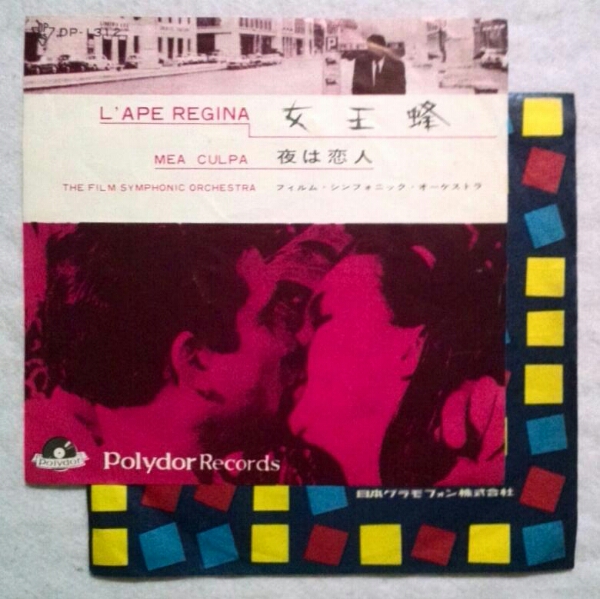 DP-1312
L'APE REGINA 女王蜂
MEA CULPA 夜は恋人
THE FILM SYMPHONIC ORCHESTRA フィルム・シンフォニック・オーケストラ
Polydor Polydor Records
日本グラモフォン株式会社